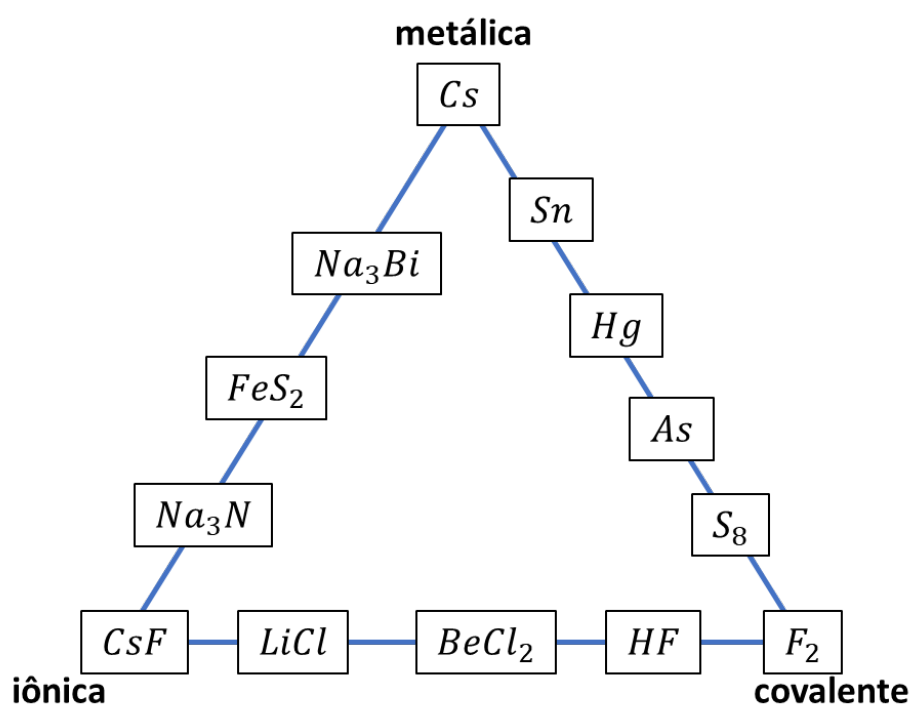 metálica
Cs
Sn
Na₃Bi
Hg
FeS₂
As
Na₃N
S₈
CsF LiCl BeCl₂ HF F₂
iônica covalente